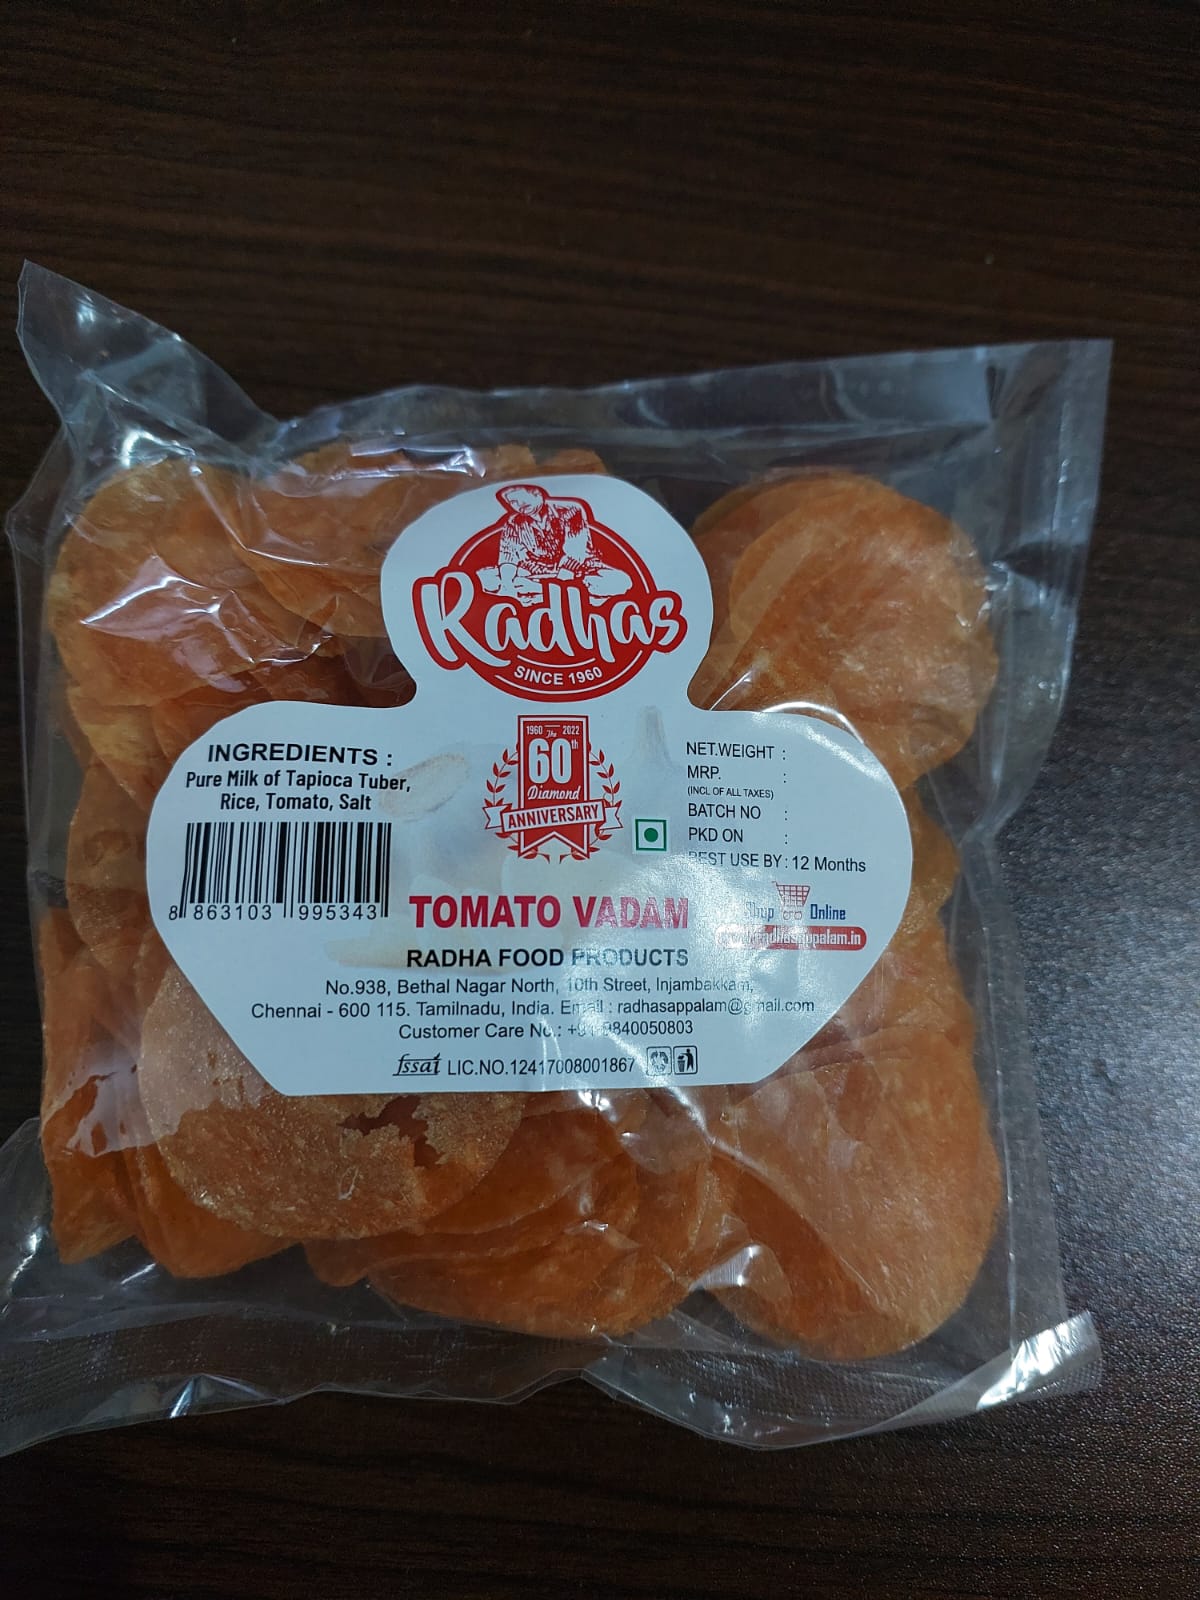 Radhas
SINCE 1960
1960 The 2022
60th
Diamond
ANNIVERSARY
INGREDIENTS :
Pure Milk of Tapioca Tuber,
Rice, Tomato, Salt
8 863103 995343
NET.WEIGHT :
MRP. :
(INCL OF ALL TAXES)
BATCH NO :
PKD ON :
BEST USE BY : 12 Months
Shop Online
TOMATO VADAM
RADHA FOOD PRODUCTS
No.938, Bethal Nagar North, 10th Street, Injambakkam,
Chennai - 600 115. Tamilnadu, India. Email : radhasappalam@gmail.com
Customer Care No.: +91 9840050803
fssai LIC.NO.12417008001867